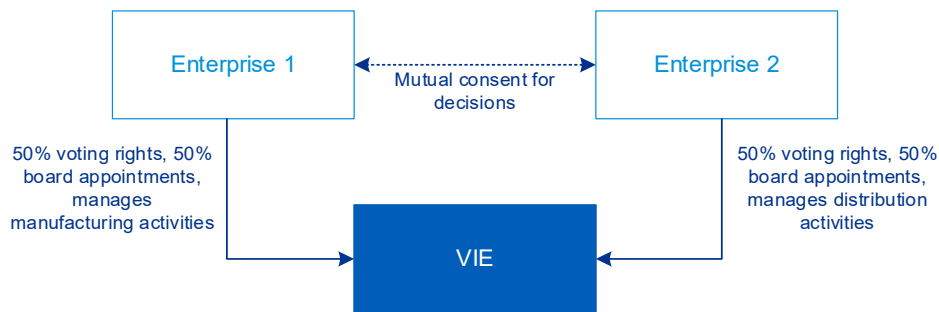 Enterprise 1
Enterprise 2
Mutual consent for
decisions
50% voting rights, 50%
board appointments,
manages
manufacturing activities
50% voting rights, 50%
board appointments,
manages distribution
activities
VIE